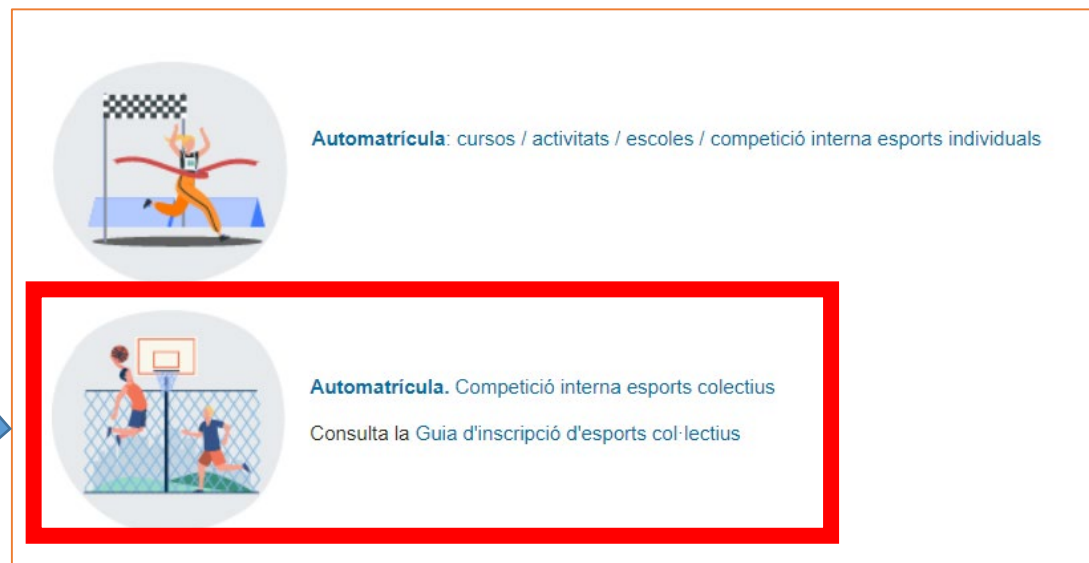 Automatrícula: cursos / activitats / escoles / competició interna esports individuals
Automatrícula. Competició interna esports colectius
Consulta la Guia d'inscripció d'esports col·lectius